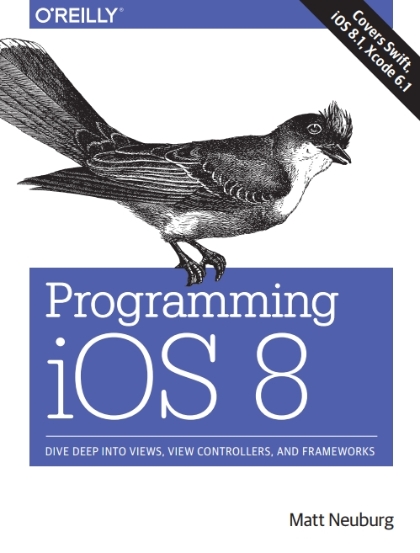 O'REILLY®
Covers Swift,
iOS 8.1, Xcode 6.1
Programming
iOS 8
DIVE DEEP INTO VIEWS, VIEW CONTROLLERS, AND FRAMEWORKS
Matt Neuburg